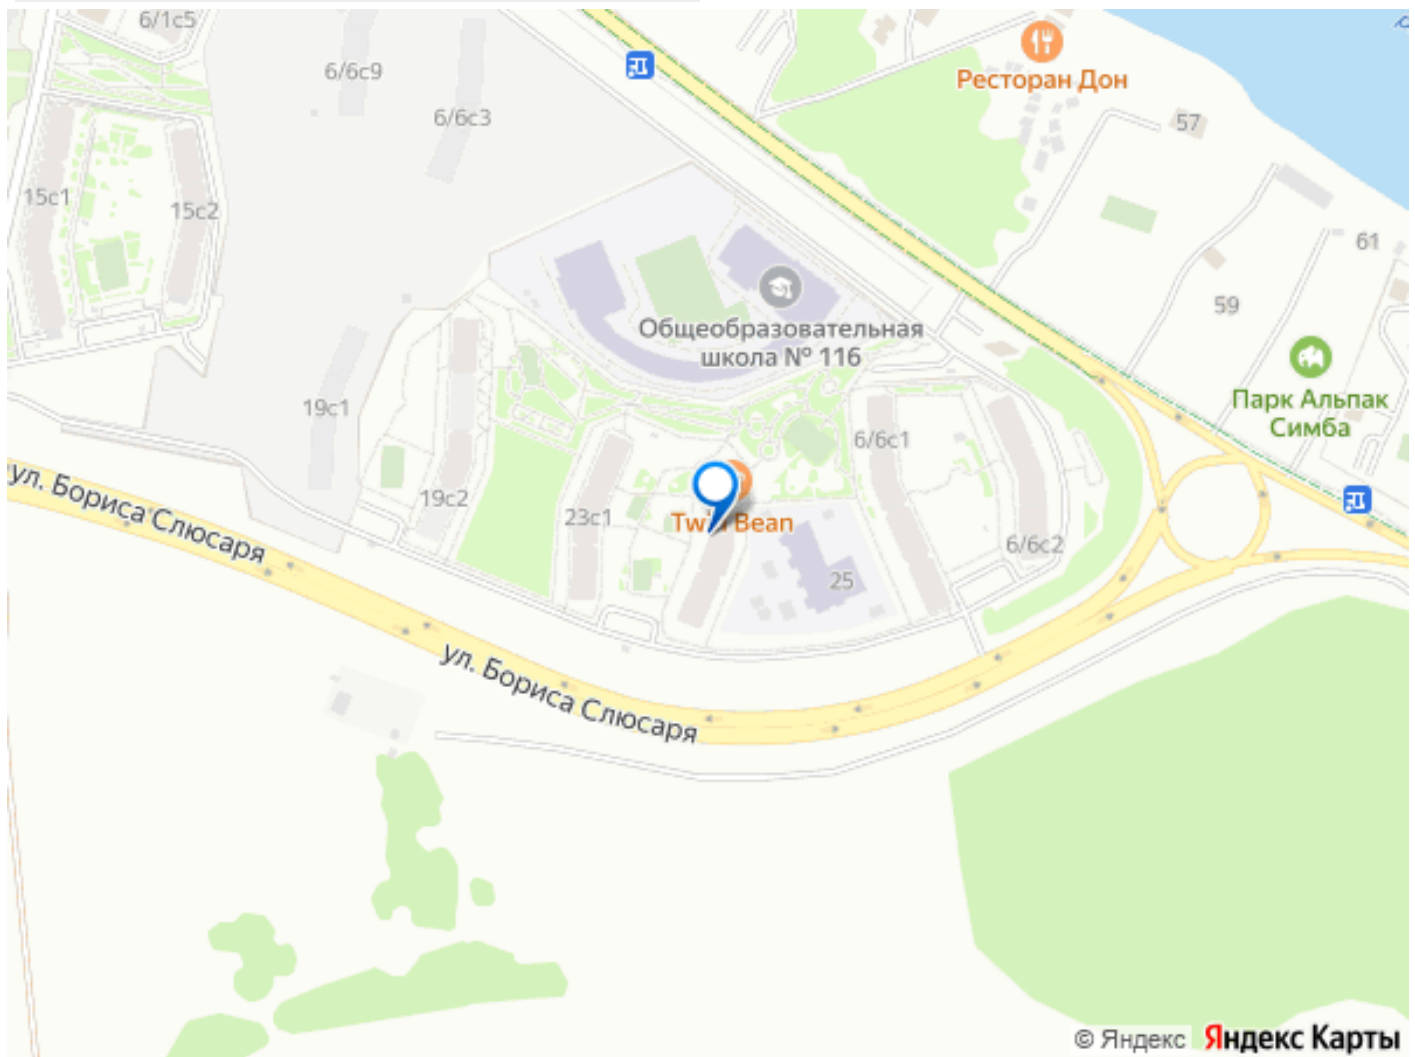 6/1с5
6/6с9
6/6с3
Ресторан Дон
57
15с1
15с2
61
59
Общеобразовательная
школа № 116
Парк Альпак
Симба
19с1
6/6с1
19с2
23с1
Bean
6/6с2
25
ул. Бориса Слюсаря
ул. Бориса Слюсаря
© Яндекс Яндекс Карты